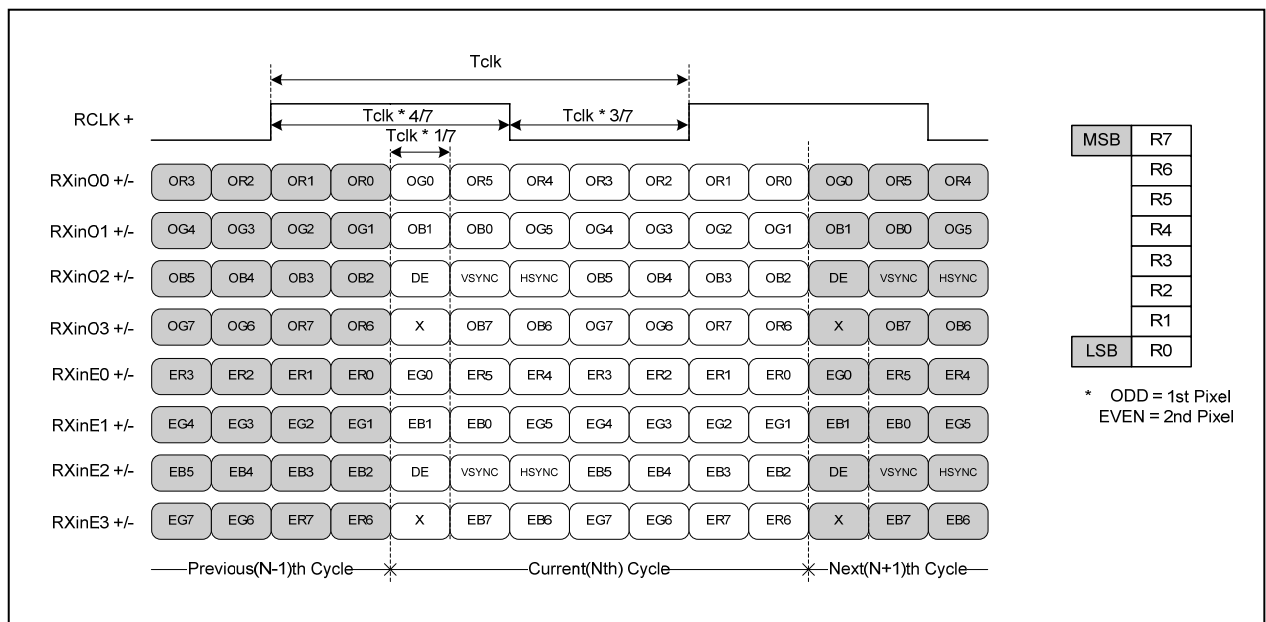 Tclk
RCLK +
Tclk * 4/7
Tclk * 3/7
Tclk * 1/7
RXinO0 +/- OR3 OR2 OR1 OR0 OG0 OR5 OR4 OR3 OR2 OR1 OR0 OG0 OR5 OR4
RXinO1 +/- OG4 OG3 OG2 OG1 OB1 OB0 OG5 OG4 OG3 OG2 OG1 OB1 OB0 OG5
RXinO2 +/- OB5 OB4 OB3 OB2 DE VSYNC HSYNC OB5 OB4 OB3 OB2 DE VSYNC HSYNC
RXinO3 +/- OG7 OG6 OR7 OR6 X OB7 OB6 OG7 OG6 OR7 OR6 X OB7 OB6
RXinE0 +/- ER3 ER2 ER1 ER0 EG0 ER5 ER4 ER3 ER2 ER1 ER0 EG0 ER5 ER4
RXinE1 +/- EG4 EG3 EG2 EG1 EB1 EB0 EG5 EG4 EG3 EG2 EG1 EB1 EB0 EG5
RXinE2 +/- EB5 EB4 EB3 EB2 DE VSYNC HSYNC EB5 EB4 EB3 EB2 DE VSYNC HSYNC
RXinE3 +/- EG7 EG6 ER7 ER6 X EB7 EB6 EG7 EG6 ER7 ER6 X EB7 EB6
Previous(N-1)th Cycle Current(Nth) Cycle Next(N+1)th Cycle
MSB R7
R6
R5
R4
R3
R2
R1
LSB R0
* ODD = 1st Pixel
EVEN = 2nd Pixel